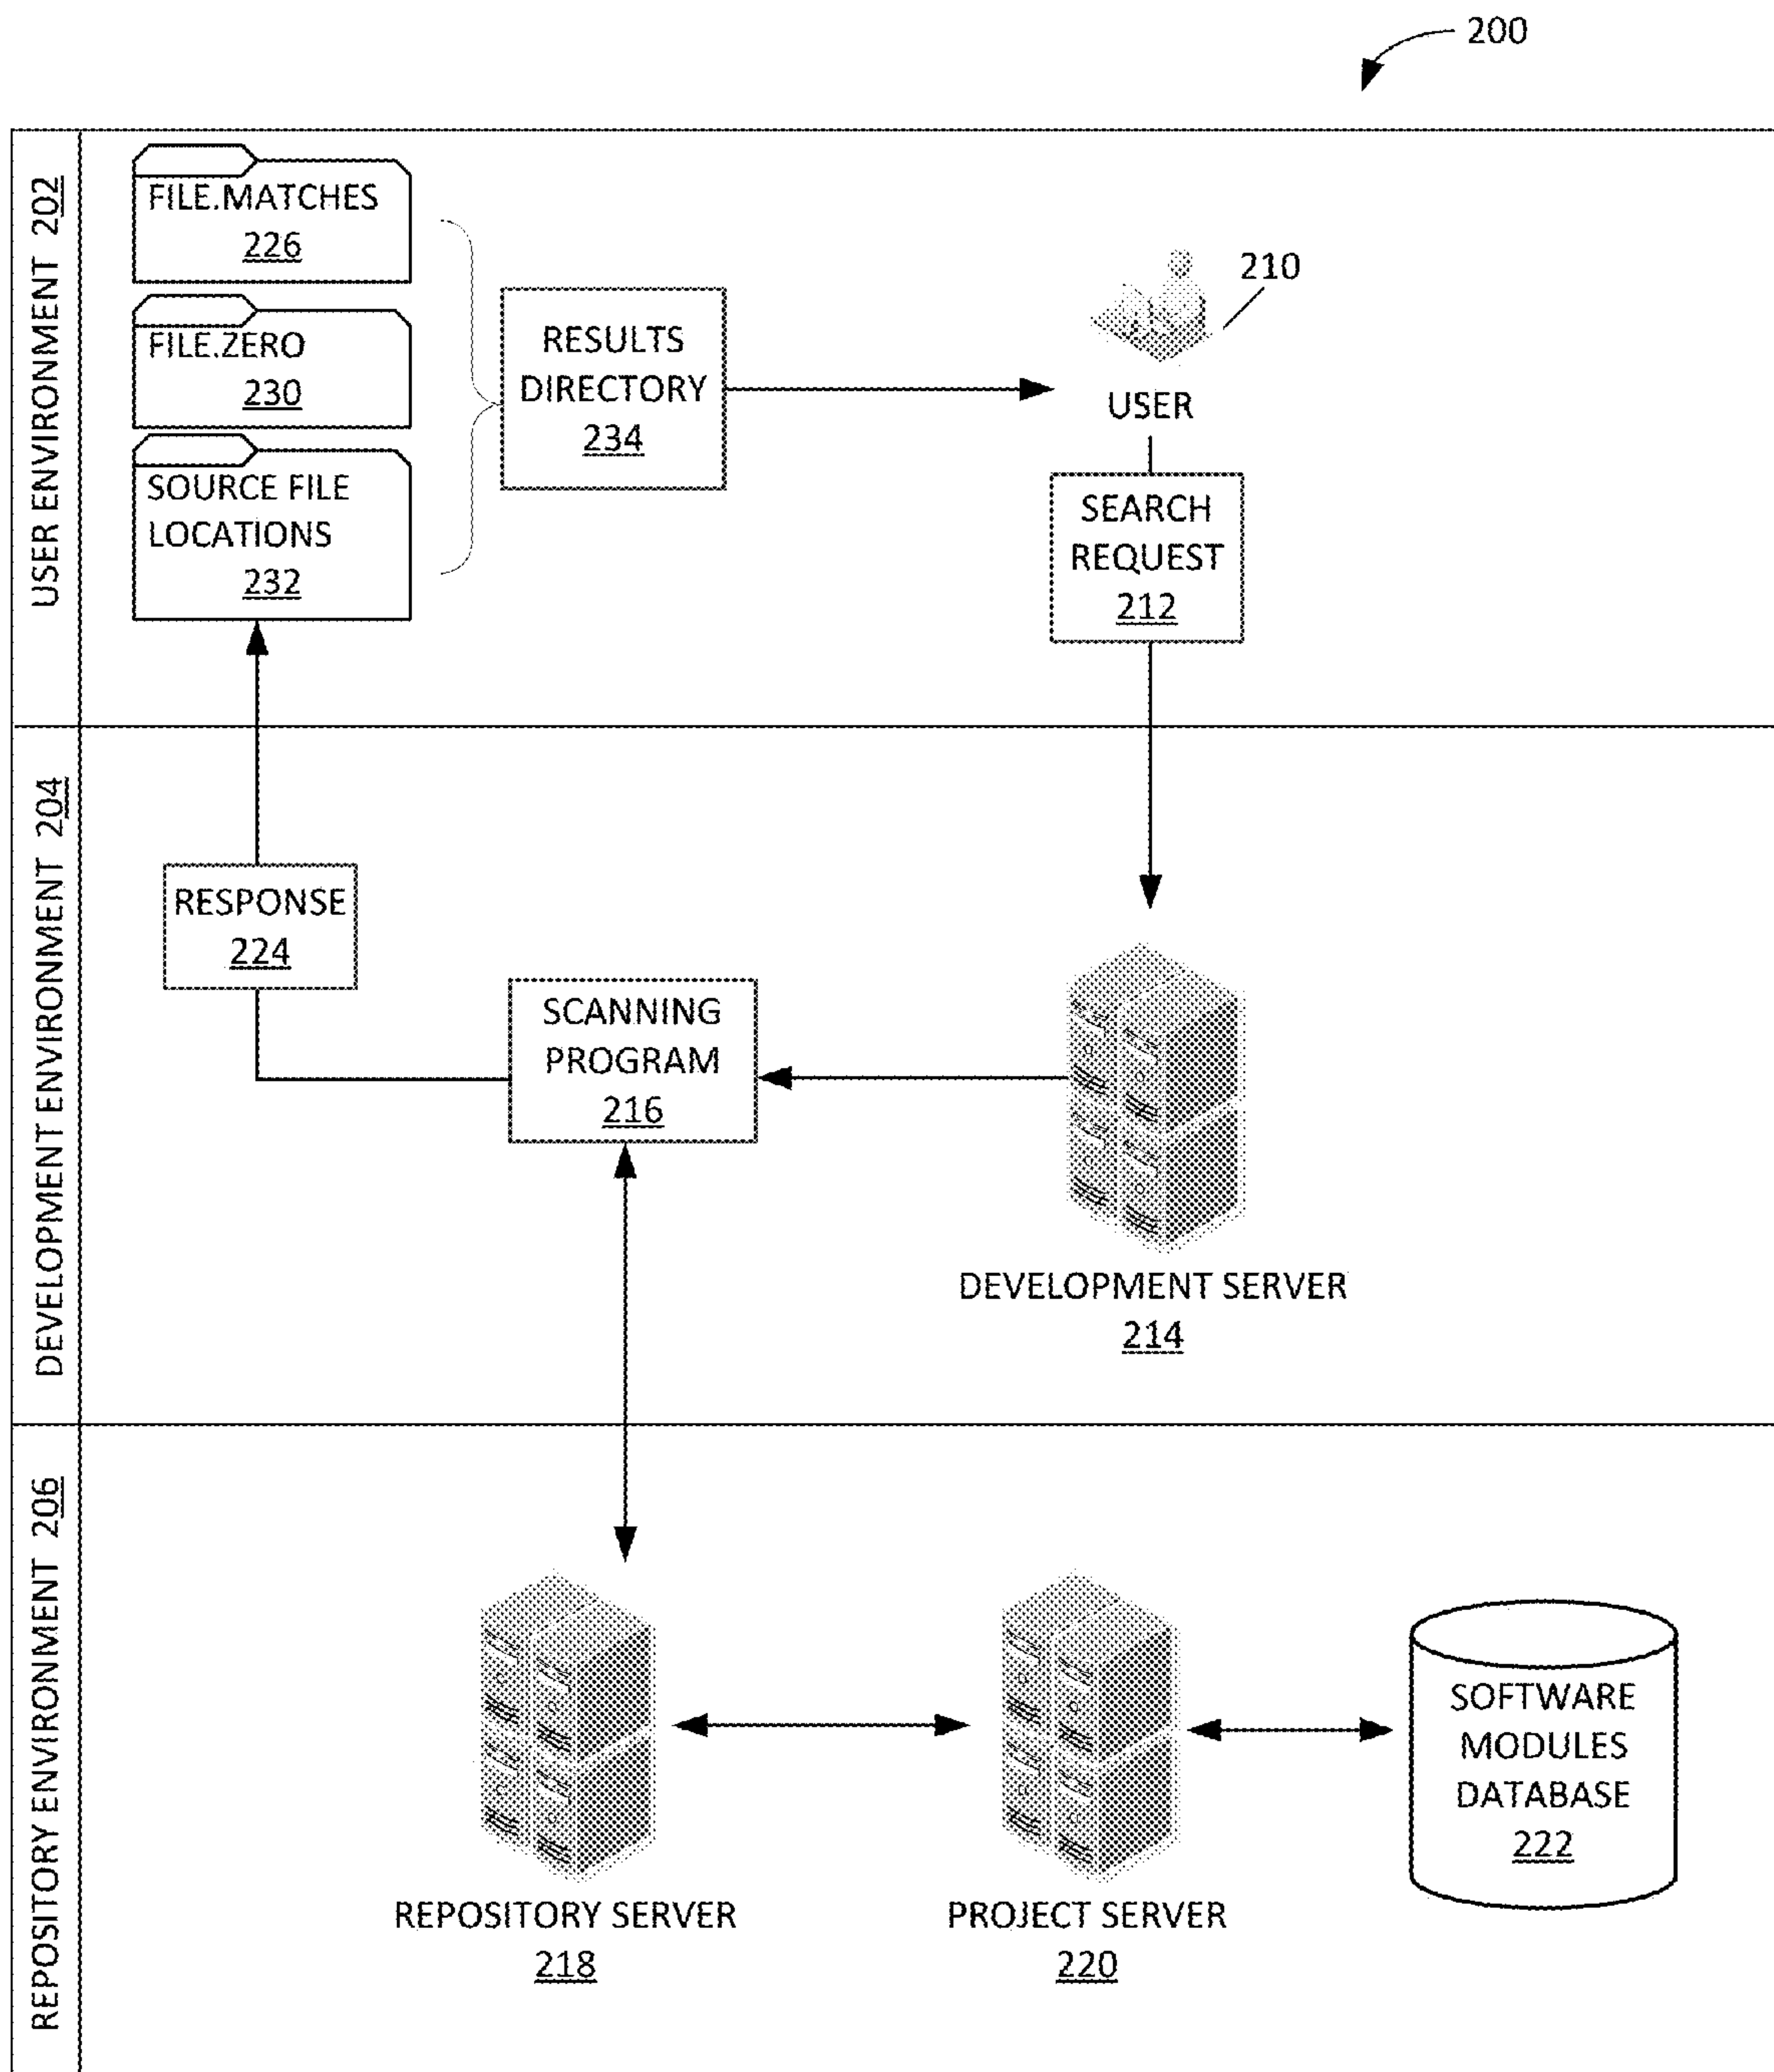 200
USER ENVIRONMENT 202
FILE.MATCHES
226
FILE.ZERO
230
SOURCE FILE
LOCATIONS
232
RESULTS
DIRECTORY
234
210
USER
SEARCH
REQUEST
212
DEVELOPMENT ENVIRONMENT 204
RESPONSE
224
SCANNING
PROGRAM
216
DEVELOPMENT SERVER
214
REPOSITORY ENVIRONMENT 206
REPOSITORY SERVER
218
PROJECT SERVER
220
SOFTWARE
MODULES
DATABASE
222